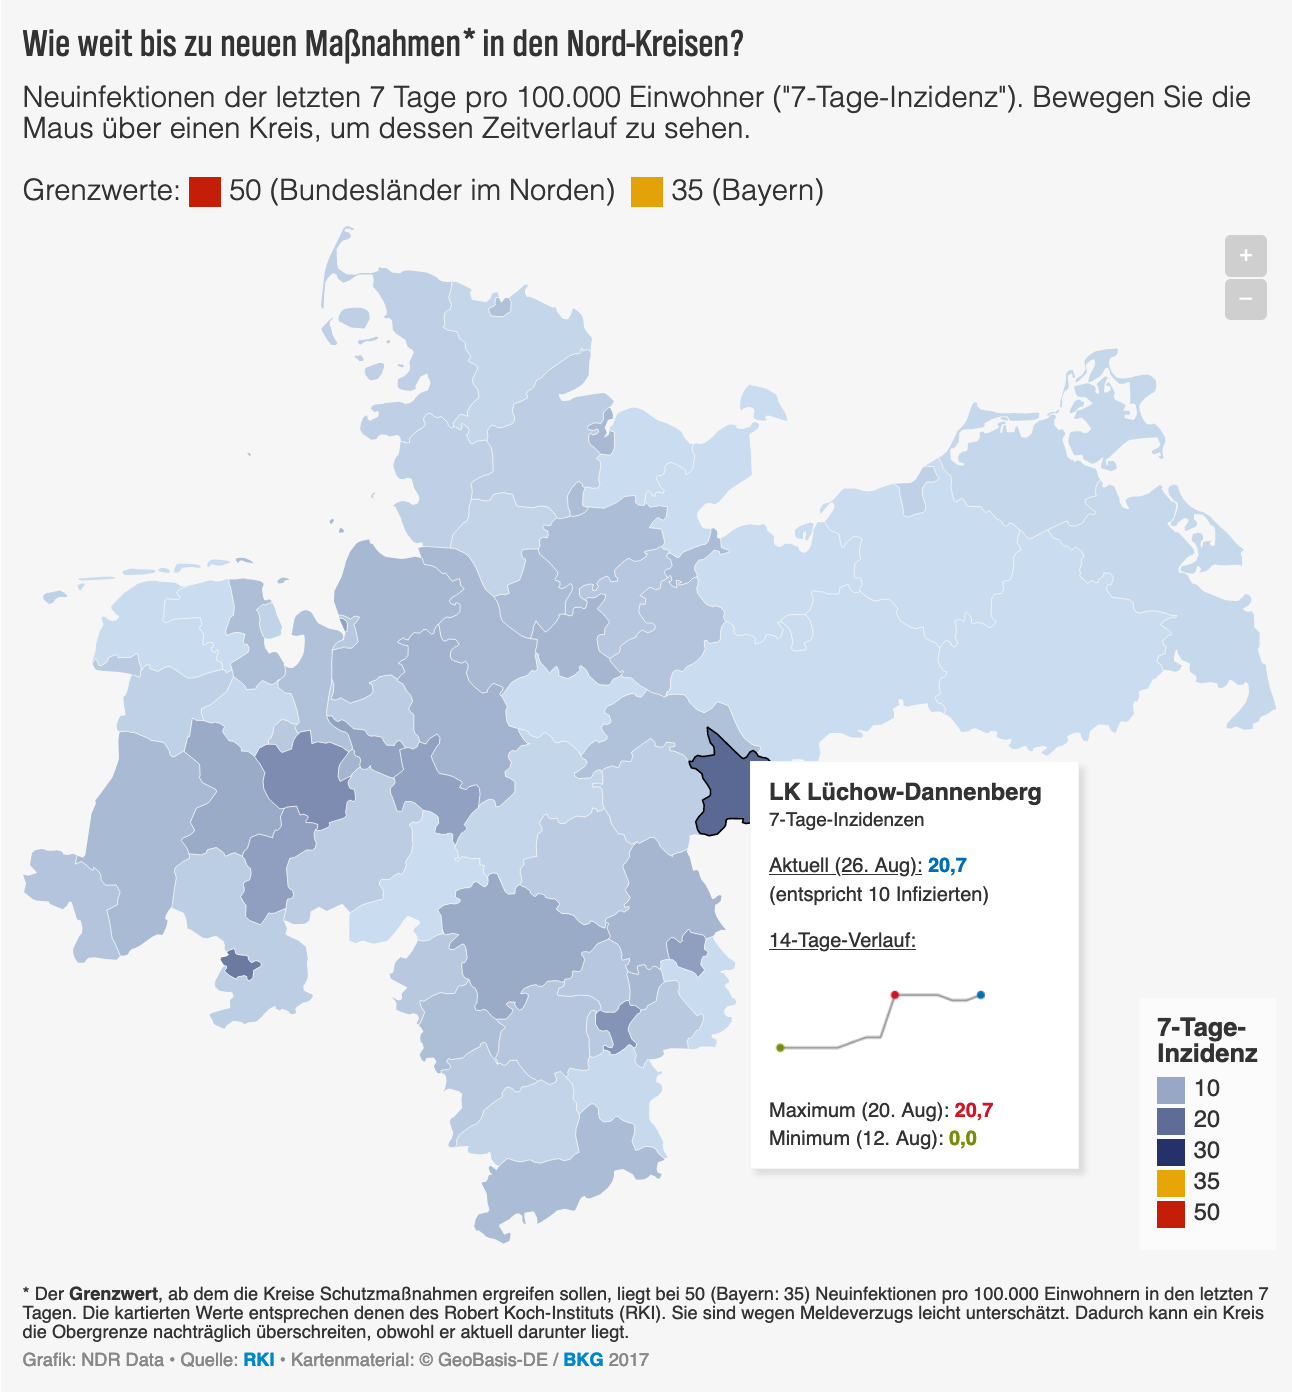 Wie weit bis zu neuen Maßnahmen* in den Nord-Kreisen?
Neuinfektionen der letzten 7 Tage pro 100.000 Einwohner ("7-Tage-Inzidenz"). Bewegen Sie die
Maus über einen Kreis, um dessen Zeitverlauf zu sehen.
Grenzwerte: 50 (Bundesländer im Norden) 35 (Bayern)
+
−
LK Lüchow-Dannenberg
7-Tage-Inzidenzen
Aktuell (26. Aug): 20,7
(entspricht 10 Infizierten)
14-Tage-Verlauf:
Maximum (20. Aug): 20,7
Minimum (12. Aug): 0,0
7-Tage-
Inzidenz
10
20
30
35
50
* Der Grenzwert, ab dem die Kreise Schutzmaßnahmen ergreifen sollen, liegt bei 50 (Bayern: 35) Neuinfektionen pro 100.000 Einwohnern in den letzten 7
Tagen. Die kartierten Werte entsprechen denen des Robert Koch-Instituts (RKI). Sie sind wegen Meldeverzugs leicht unterschätzt. Dadurch kann ein Kreis
die Obergrenze nachträglich überschreiten, obwohl er aktuell darunter liegt.
Grafik: NDR Data • Quelle: RKI • Kartenmaterial: © GeoBasis-DE / BKG 2017